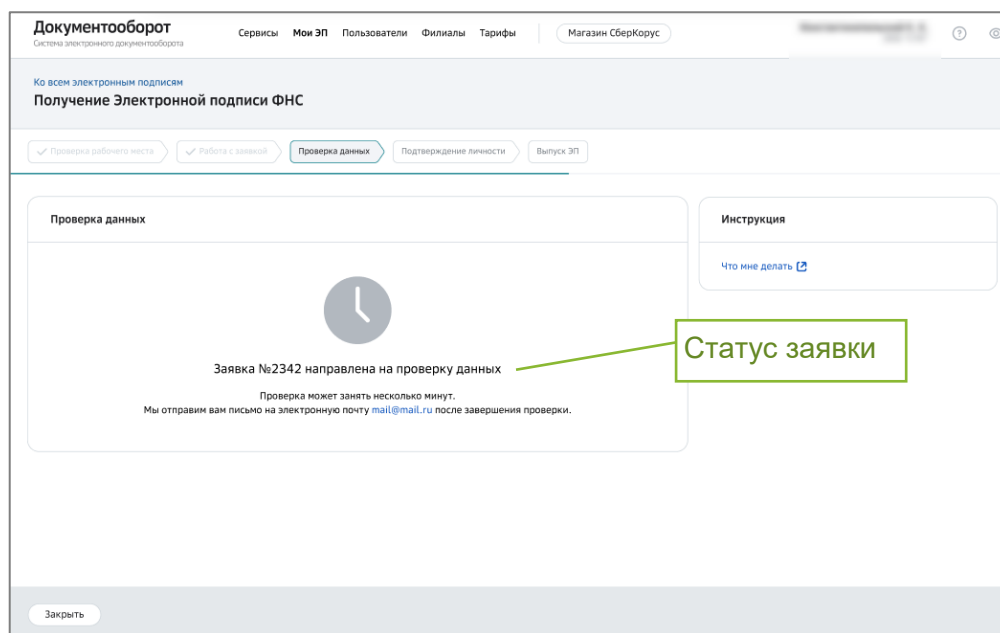 Документооборот
Система электронного документооборота
Сервисы Мои ЭП Пользователи Филиалы Тарифы Магазин СберКорус
Ко всем электронным подписям
Получение Электронной подписи ФНС
Проверка рабочего места Работа с заявкой Проверка данных Подтверждение личности Выпуск ЭП
Проверка данных
Заявка №2342 направлена на проверку данных
Проверка может занять несколько минут.
Мы отправим вам письмо на электронную почту mail@mail.ru после завершения проверки.
Инструкция
Что мне делать
Статус заявки
Закрыть